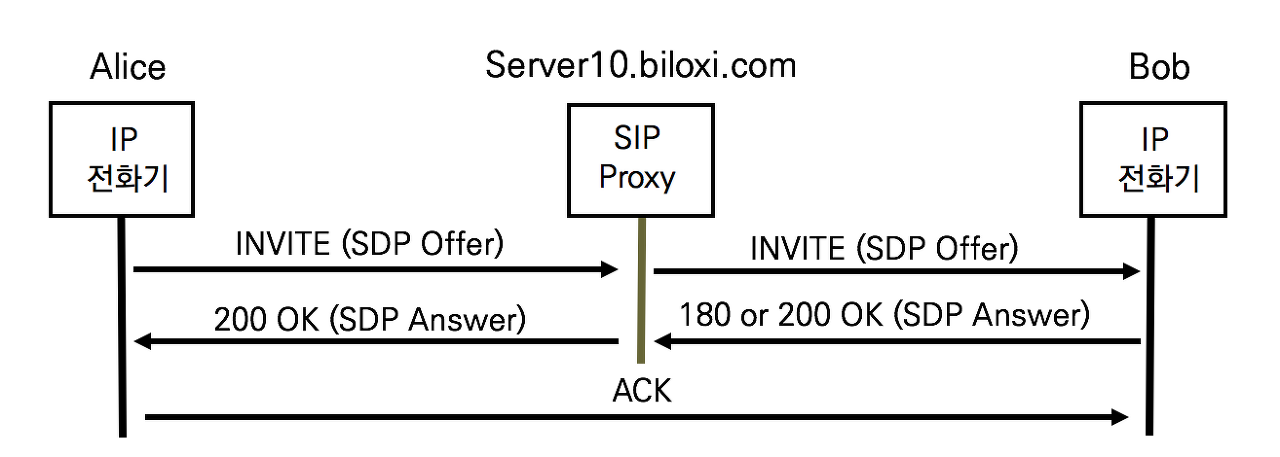 Alice
Server10.biloxi.com
Bob
IP
전화기
SIP
Proxy
IP
전화기
INVITE (SDP Offer)
INVITE (SDP Offer)
200 OK (SDP Answer)
180 or 200 OK (SDP Answer)
ACK